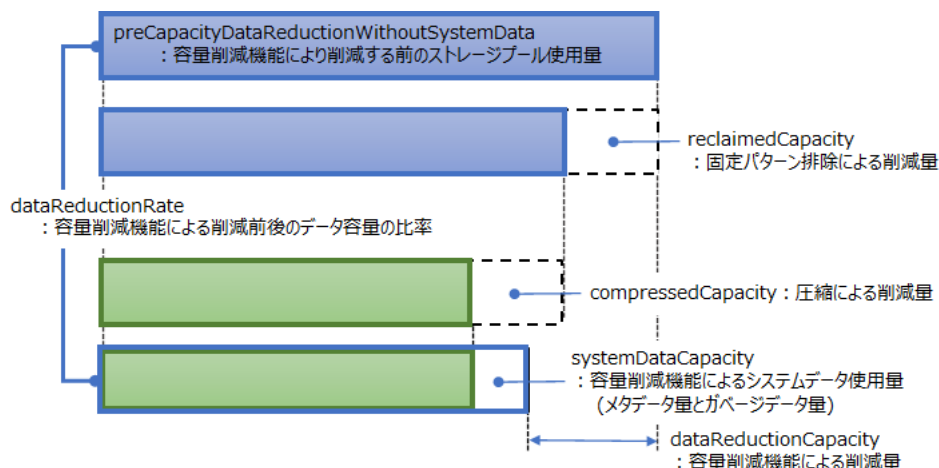 preCapacityDataReductionWithoutSystemData
：容量削減機能により削減する前のストレージプール使用量
reclaimedCapacity
：固定パターン排除による削減量
dataReductionRate
：容量削減機能による削減前後のデータ容量の比率
compressedCapacity：圧縮による削減量
systemDataCapacity
：容量削減機能によるシステムデータ使用量
(メタデータ量とガベージデータ量)
dataReductionCapacity
：容量削減機能による削減量